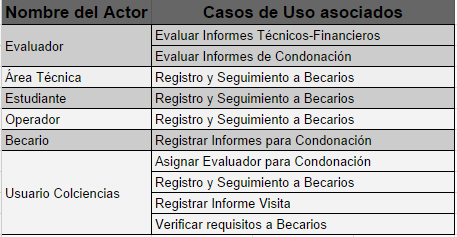 Nombre del Actor Casos de Uso asociados
Evaluador
Evaluar Informes Técnicos-Financieros
Evaluar Informes de Condonación
Área Técnica Registro y Seguimiento a Becarios
Estudiante Registro y Seguimiento a Becarios
Operador Registro y Seguimiento a Becarios
Becario Registrar Informes para Condonación
Usuario Colciencias
Asignar Evaluador para Condonación
Registro y Seguimiento a Becarios
Registrar Informe Visita
Verificar requisitos a Becarios